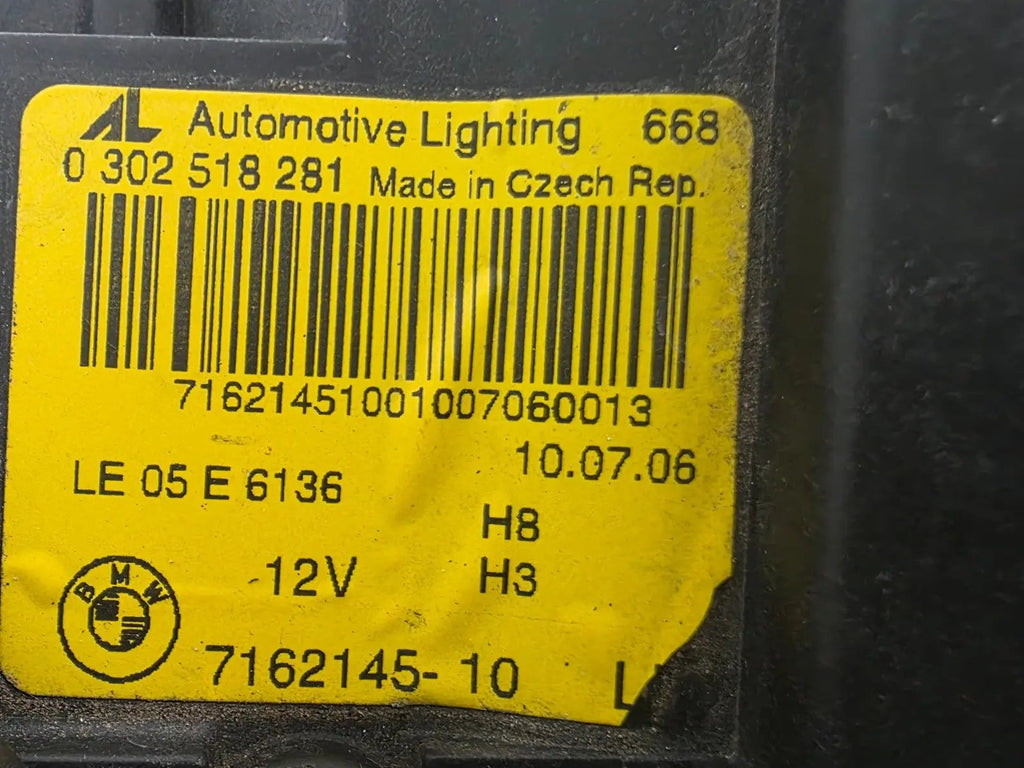 AL Automotive Lighting 668
0 302 518 281 Made in Czech Rep.
71621451001007060013
10.07.06
LE 05 E 6136
H8
12V H3
BMW
7162145- 10